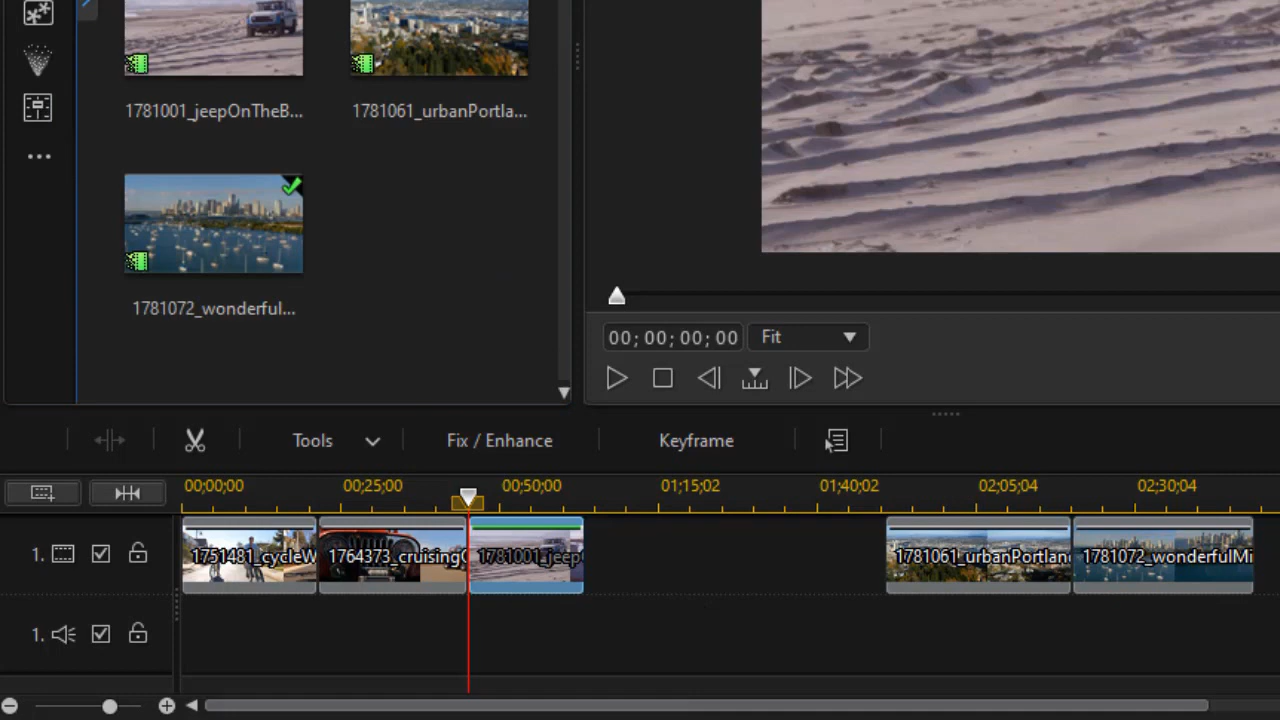 1781001_jeepOnTheB...
1781061_urbanPortla...
1781072_wonderful...
00;00;00;00
Fit
Tools
Fix / Enhance
Keyframe
00;00;00 00;25;00 00;50;00 01;15;02 01;40;02 02;05;04 02;30;04
1. 1751481_cycleW 1764373_cruising 1781001_jeep 1781061_urbanPortlan 1781072_wonderfulMi
1.